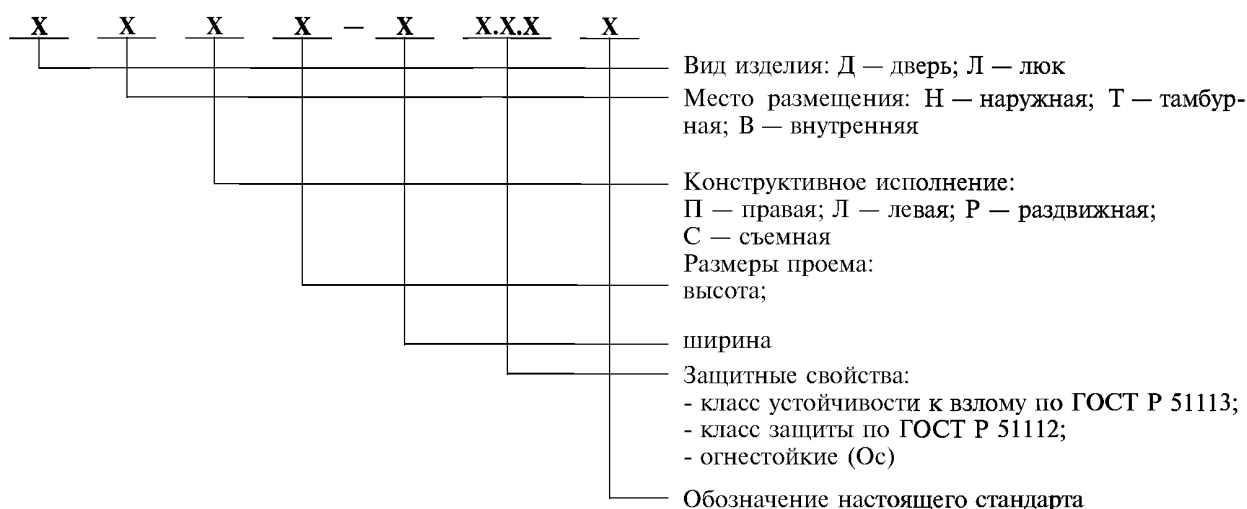 X X X X — X X.X.X X
Вид изделия: Д — дверь; Л — люк
Место размещения: Н — наружная; Т — тамбур-
ная; В — внутренняя
Конструктивное исполнение:
П — правая; Л — левая; Р — раздвижная;
С — съемная
Размеры проема:
высота;
ширина
Защитные свойства:
- класс устойчивости к взлому по ГОСТ Р 51113;
- класс защиты по ГОСТ Р 51112;
- огнестойкие (Ос)
Обозначение настоящего стандарта